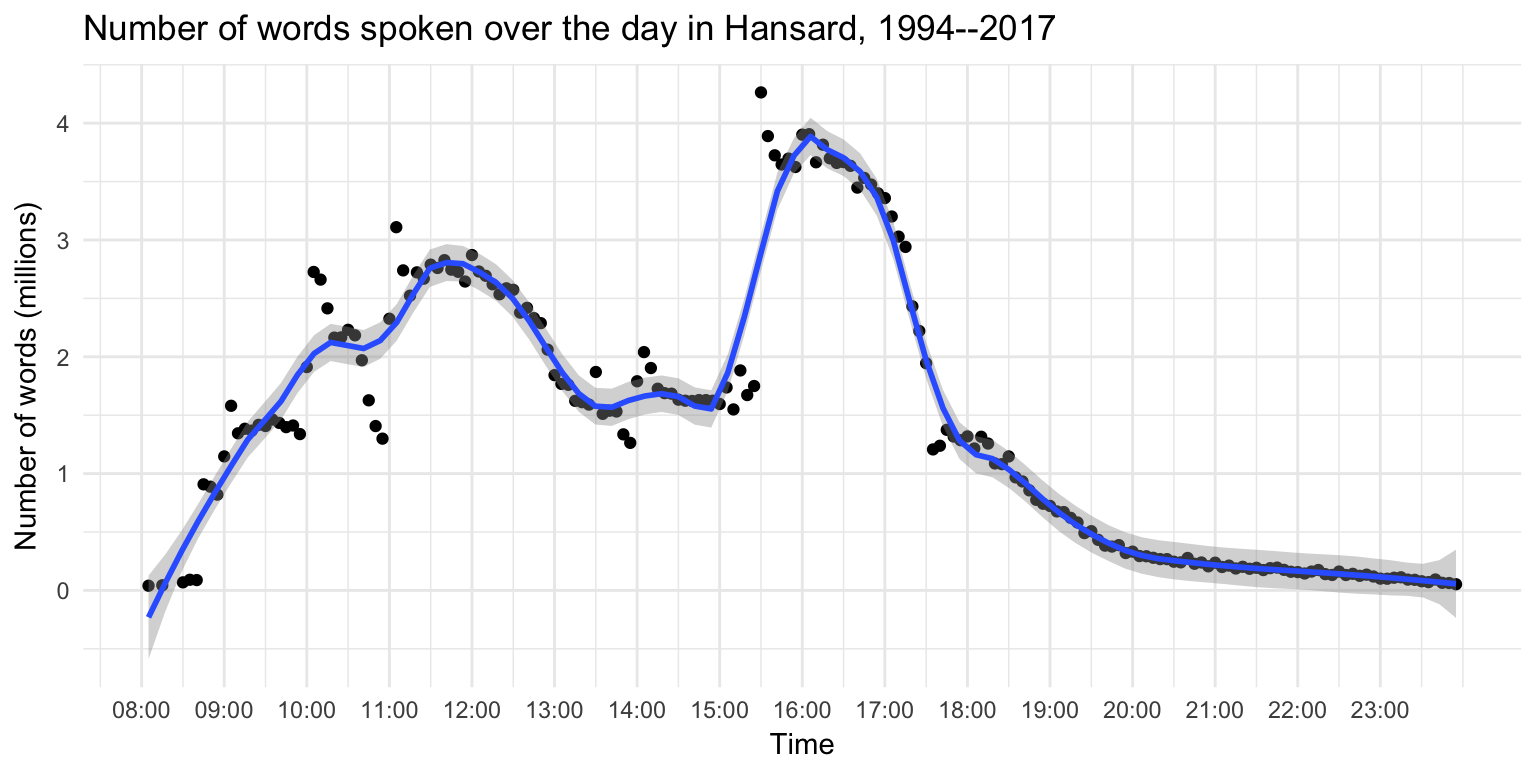 Number of words spoken over the day in Hansard, 1994--2017
Number of words (millions)
4
3
2
1
0
08:00 09:00 10:00 11:00 12:00 13:00 14:00 15:00 16:00 17:00 18:00 19:00 20:00 21:00 22:00 23:00
Time